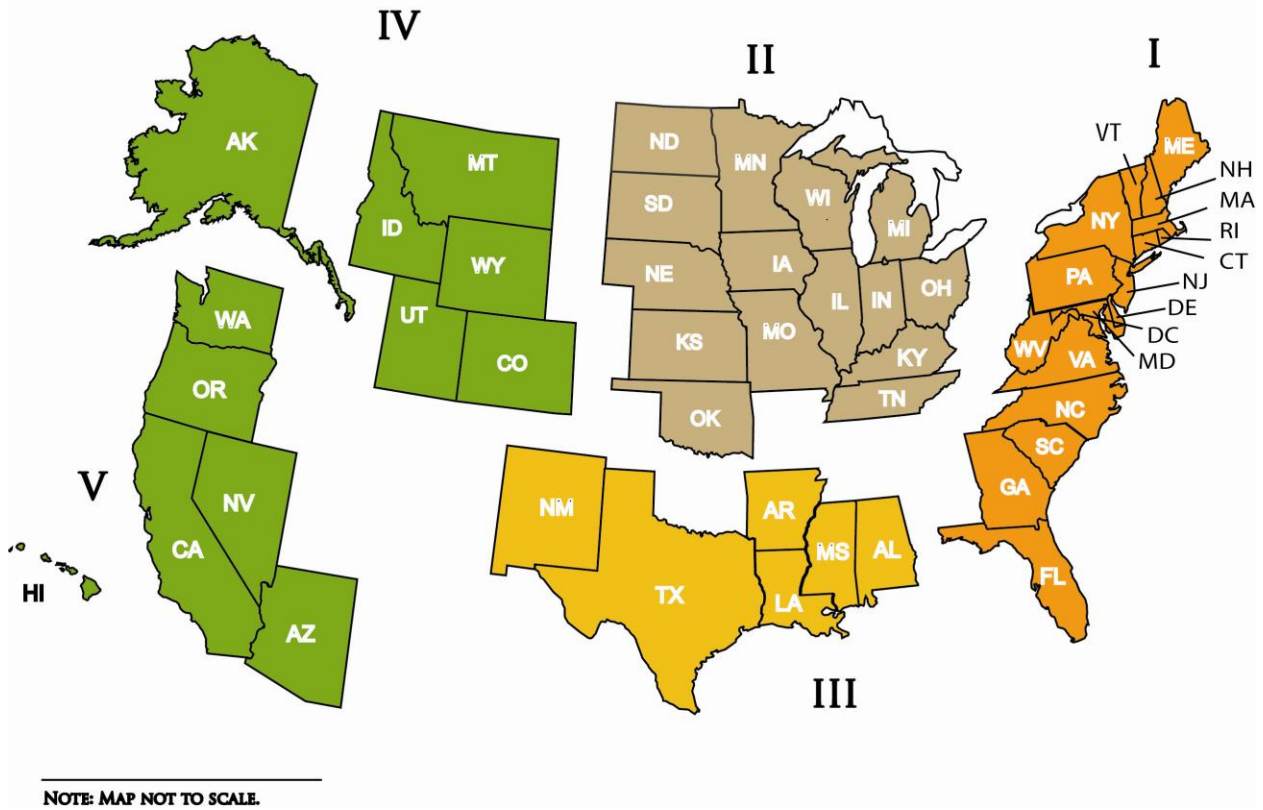 IV
II
I
AK
MT
ID
WY
UT
CO
WA
OR
NV
CA
AZ
V
HI
ND
MN
SD
WI
MI
NE
IA
IL
IN
OH
KS
MO
KY
OK
TN
NM
TX
AR
LA
MS
AL
III
VT
ME
NH
MA
NY
RI
CT
PA
NJ
DE
DC
MD
WV
VA
NC
SC
GA
FL
NOTE: MAP NOT TO SCALE.